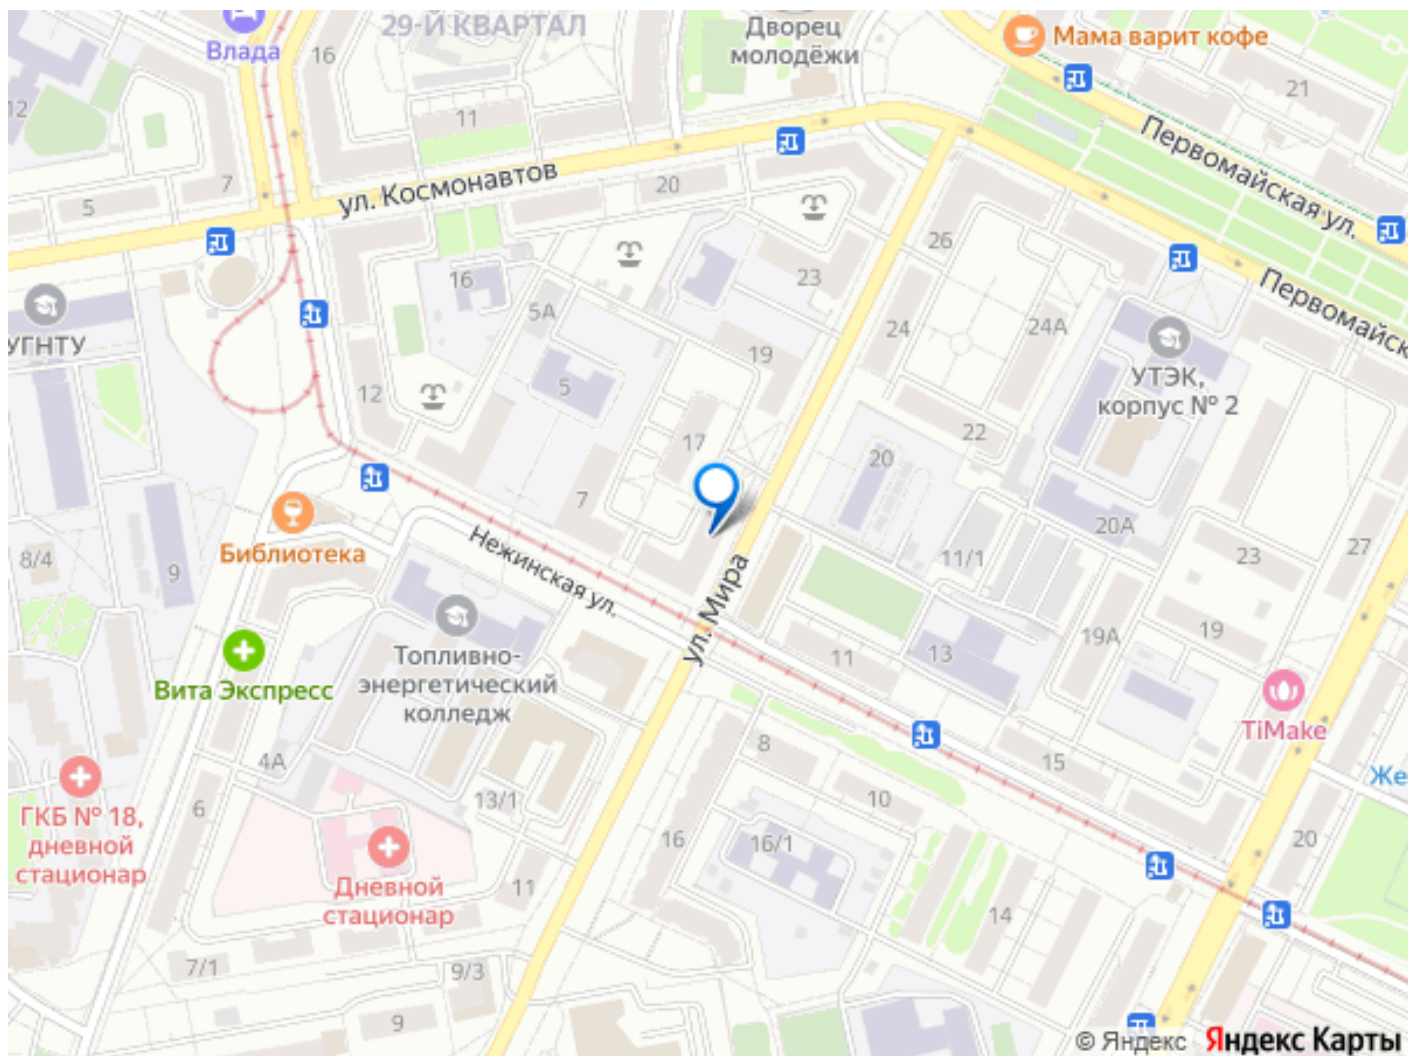 29-Й КВАРТАЛ
Дворец
молодёжи
Мама варит кофе
Влада
16
12
11
21
7
5
ул. Космонавтов
20
Первомайская ул.
26
23
16
5А
24
24А
Первомайск
УГНТУ
19
УТЭК,
корпус № 2
12
5
17
22
20
7
Нежинская ул.
Библиотека
8/4
9
20А
11/1
23
27
ул. Мира
19А
19
11
13
Вита Экспресс
Топливно-
энергетический
колледж
TiMake
8
15
Же
4А
6
13/1
10
ГКБ № 18,
дневной
стационар
16
16/1
20
Дневной
стационар
11
14
7/1
9/3
9
© Яндекс Яндекс Карты